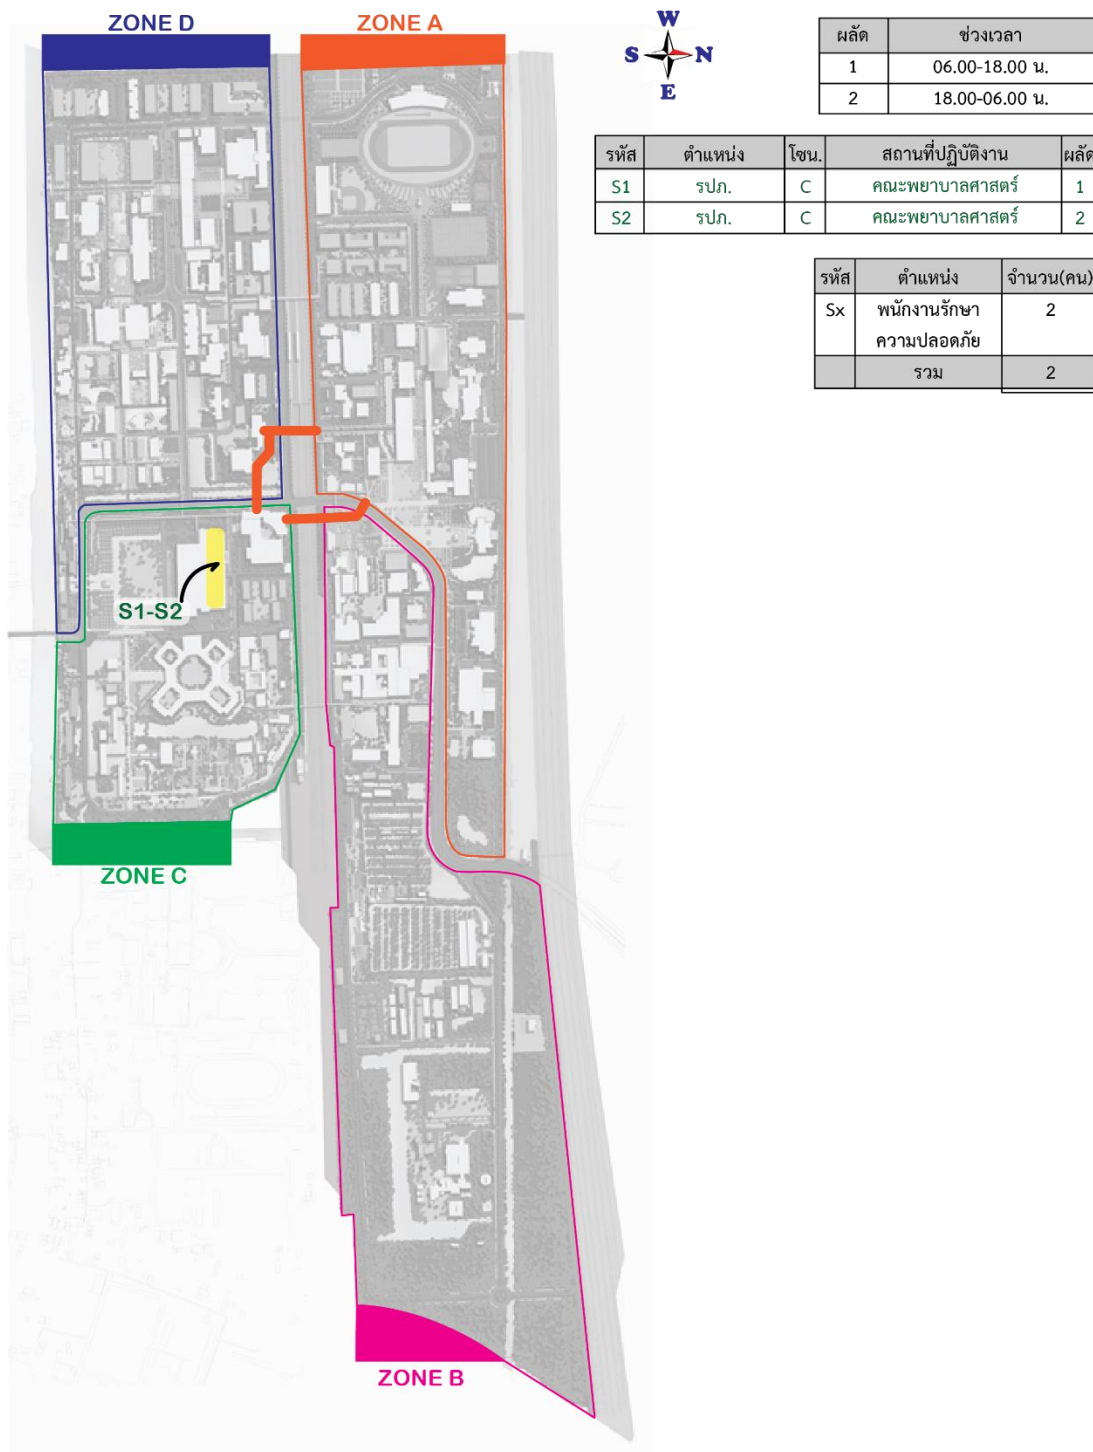 ZONE D
ZONE A
W
S N
E
ผลัด ช่วงเวลา
1 06.00-18.00 น.
2 18.00-06.00 น.
รหัส ตำแหน่ง โซน. สถานที่ปฏิบัติงาน ผลัด
S1 รปภ. C คณะพยาบาลศาสตร์ 1
S2 รปภ. C คณะพยาบาลศาสตร์ 2
รหัส ตำแหน่ง จำนวน(คน)
Sx พนักงานรักษา 2
ความปลอดภัย
รวม 2
S1-S2
ZONE C
ZONE B